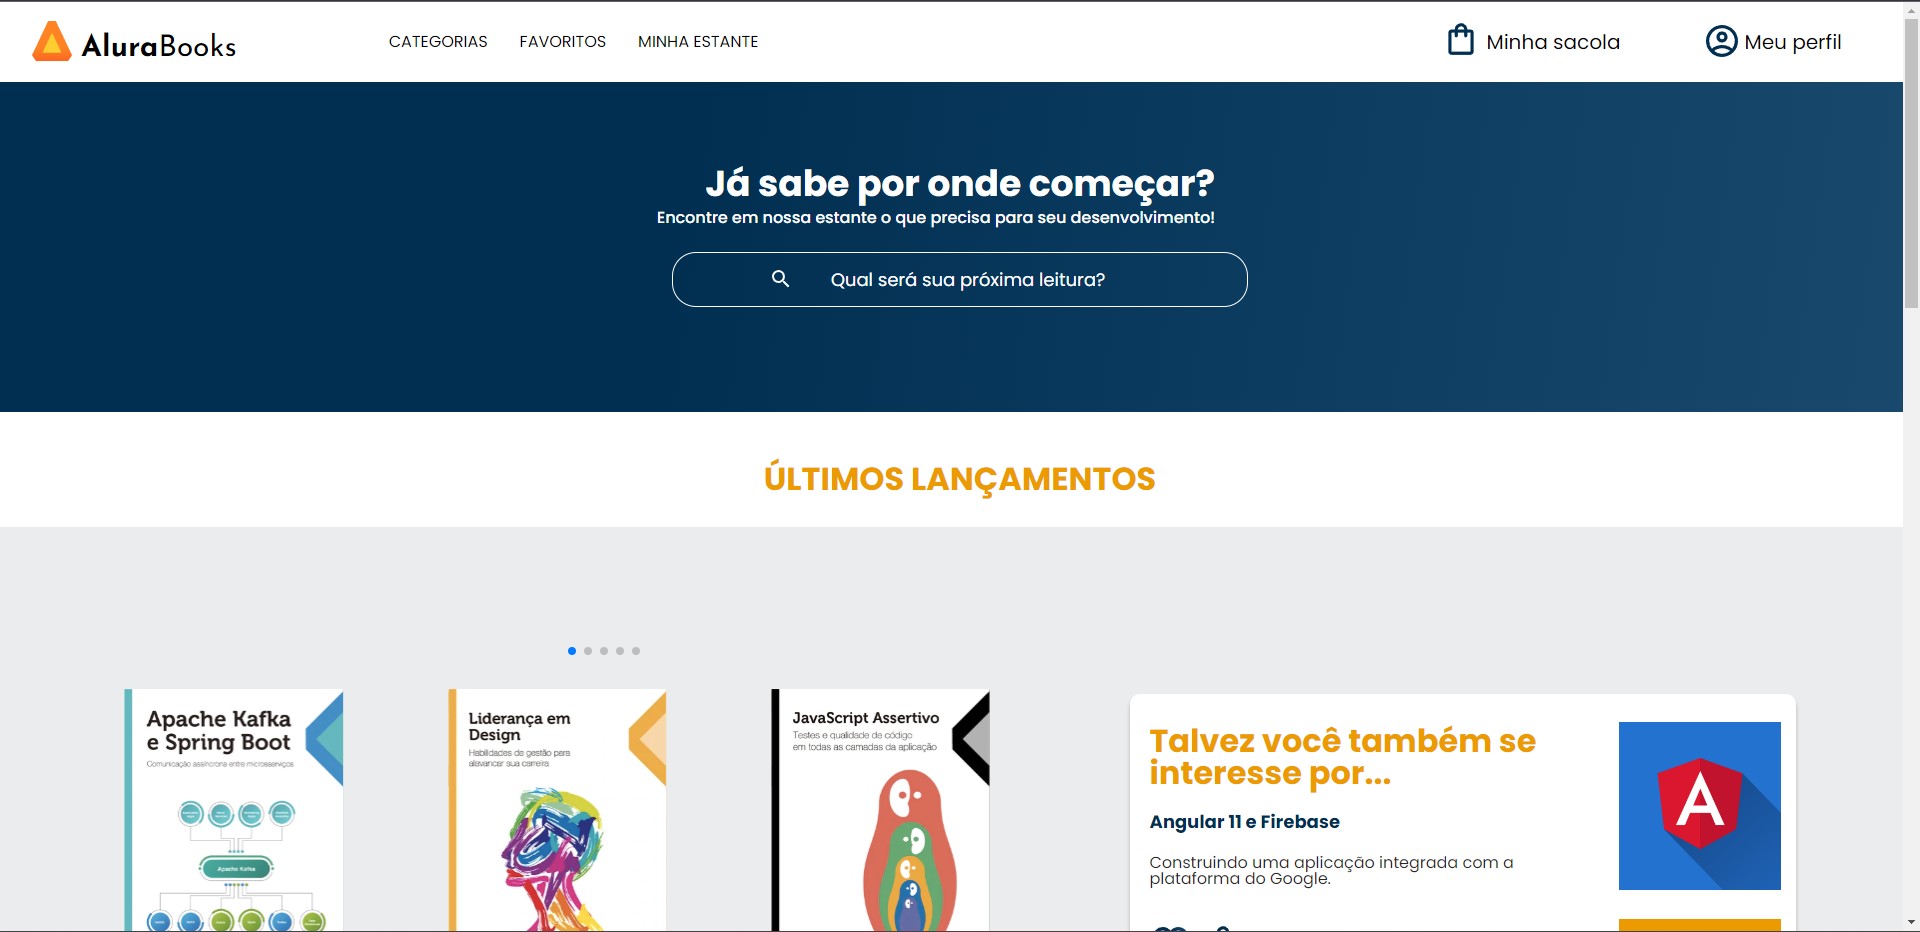 AluraBooks
CATEGORIAS
FAVORITOS
MINHA ESTANTE
Minha sacola
Meu perfil
Já sabe por onde começar?
Encontre em nossa estante o que precisa para seu desenvolvimento!
Qual será sua próxima leitura?
ÚLTIMOS LANÇAMENTOS
Apache Kafka
e Spring Boot
Comunicação assíncrona entre microsserviços
Apache Kafka
Liderança em
Design
Habilidades de gestão para
alavancar sua carreira
JavaScript Assertivo
Testes e qualidade de código
em todas as camadas da aplicação
Talvez você também se
interesse por...
Angular 11 e Firebase
Construindo uma aplicação integrada com a
plataforma do Google.
A